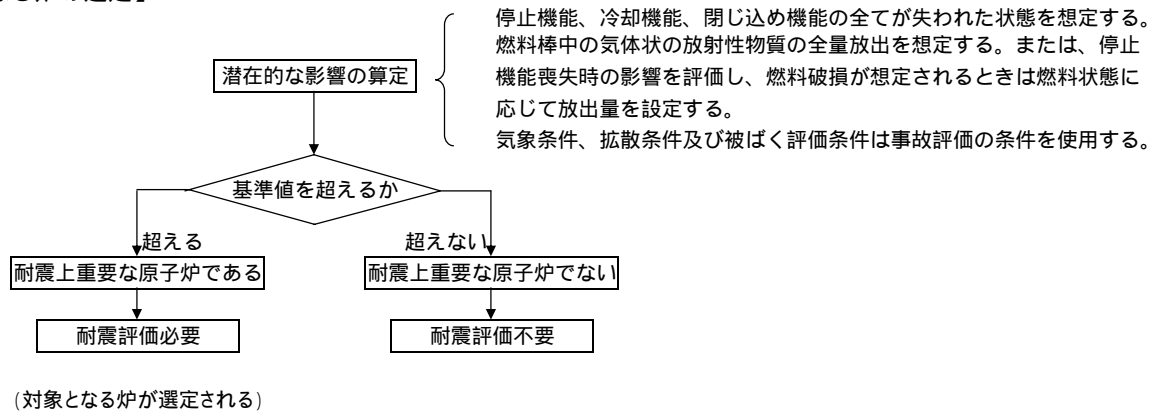 停止機能、冷却機能、閉じ込め機能の全てが失われた状態を想定する。
燃料棒中の気体状の放射性物質の全量放出を想定する。または、停止
機能喪失時の影響を評価し、燃料破損が想定されるときは燃料状態に
応じて放出量を設定する。
気象条件、拡散条件及び被ばく評価条件は事故評価の条件を使用する。
潜在的な影響の算定
基準値を超えるか
超える
超えない
耐震上重要な原子炉である
耐震上重要な原子炉でない
耐震評価必要
耐震評価不要
(対象となる炉が選定される)